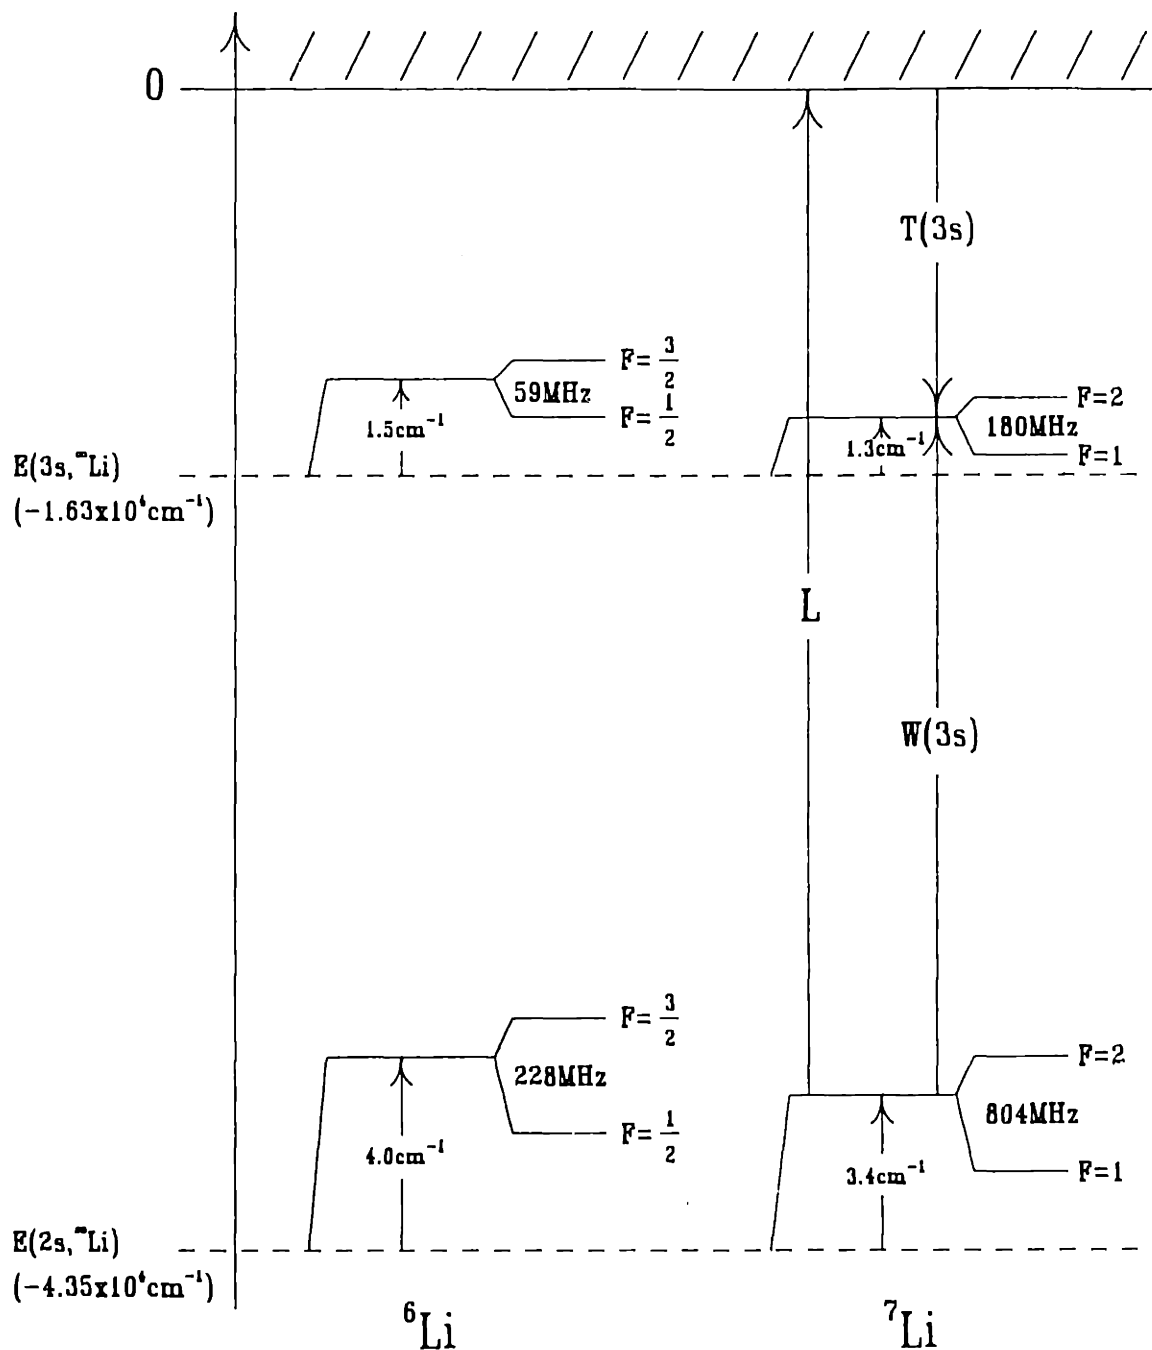 0
T(3s)
F= 3/2
59MHz
F= 1/2
1.5cm⁻¹
F=2
180MHz
F=1
1.3cm⁻¹
E(3s,^∞Li)
(-1.63x10⁴cm⁻¹)
L
W(3s)
F= 3/2
228MHz
F= 1/2
4.0cm⁻¹
F=2
804MHz
F=1
3.4cm⁻¹
E(2s,^∞Li)
(-4.35x10⁴cm⁻¹)
⁶Li
⁷Li